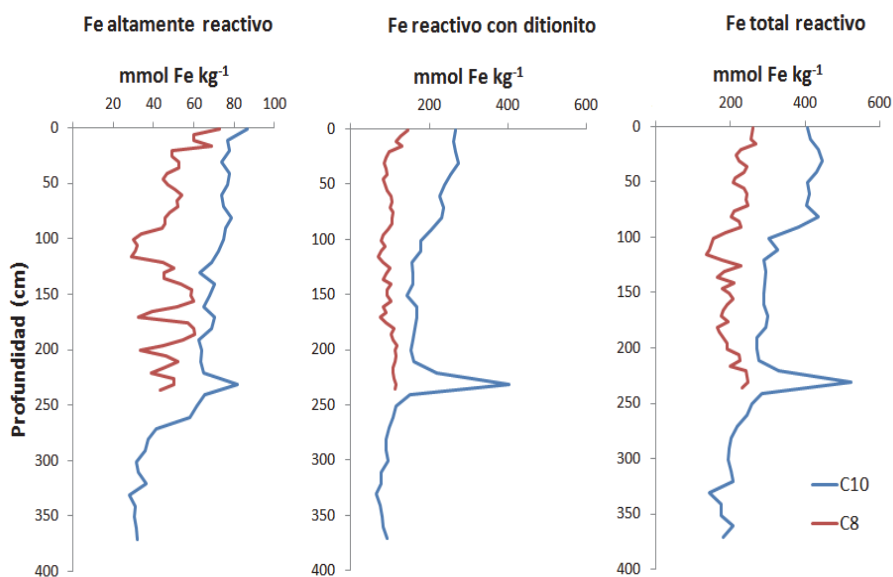 Fe altamente reactivo
mmol Fe kg-1
20 40 60 80 100
0
50
100
150
200
250
300
350
400
Profundidad (cm)
Fe reactivo con ditionito
mmol Fe kg-1
200 400 600
0
50
100
150
200
250
300
350
400
Fe total reactivo
mmol Fe kg-1
200 400 600
0
50
100
150
200
250
300
350
400
C10
C8